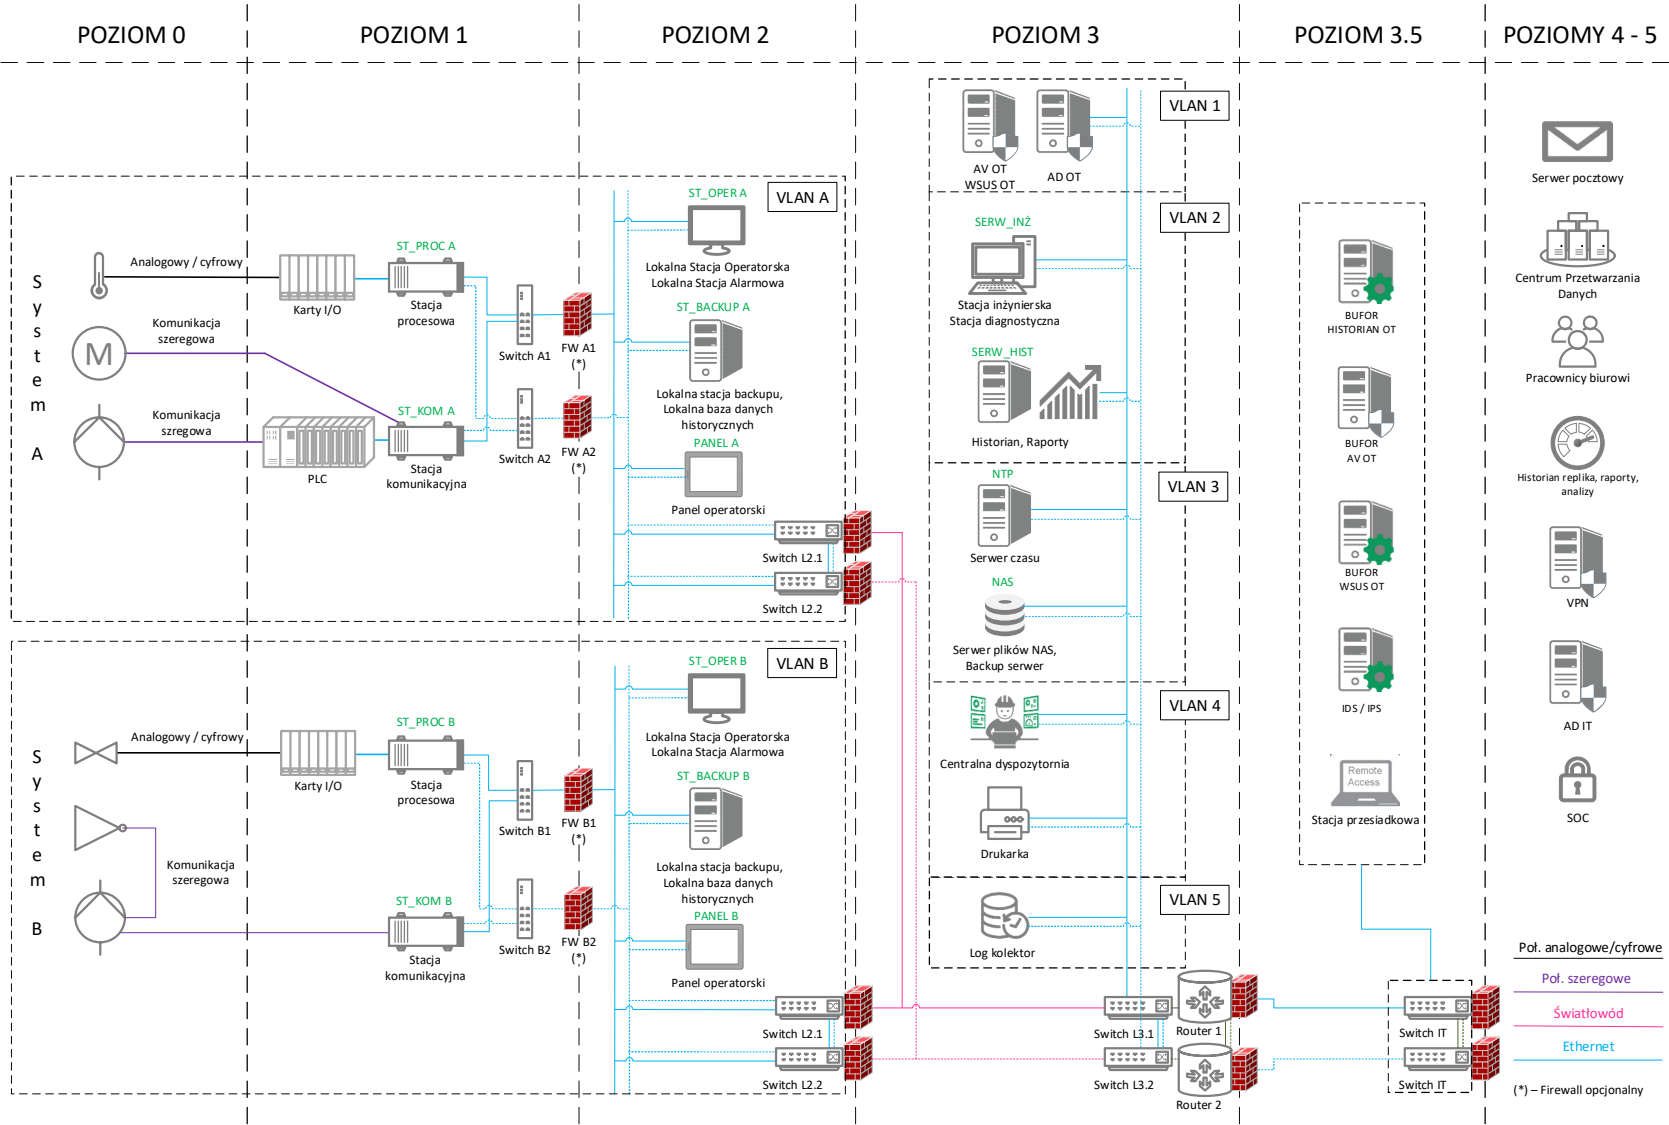 POZIOM 0
POZIOM 1
POZIOM 2
POZIOM 3
POZIOM 3.5
POZIOMY 4 - 5
System A
VLAN A
Analogowy / cyfrowy
Komunikacja
szeregowa
M
Komunikacja
szregowa
Karty I/O
PLC
ST_PROC A
Stacja
procesowa
ST_KOM A
Stacja
komunikacyjna
Switch A1
Switch A2
FW A1
(*)
FW A2
(*)
ST_OPER A
Lokalna Stacja Operatorska
Lokalna Stacja Alarmowa
ST_BACKUP A
Lokalna stacja backupu,
Lokalna baza danych
historycznych
PANEL A
Panel operatorski
Switch L2.1
Switch L2.2
System B
VLAN B
Analogowy / cyfrowy
Komunikacja
szeregowa
Karty I/O
ST_PROC B
Stacja
procesowa
ST_KOM B
Stacja
komunikacyjna
Switch B1
Switch B2
FW B1
(*)
FW B2
(*)
ST_OPER B
Lokalna Stacja Operatorska
Lokalna Stacja Alarmowa
ST_BACKUP B
Lokalna stacja backupu,
Lokalna baza danych
historycznych
PANEL B
Panel operatorski
Switch L2.1
Switch L2.2
VLAN 1
AV OT
WSUS OT
AD OT
VLAN 2
SERW_INŻ
Stacja inżynierska
Stacja diagnostyczna
SERW_HIST
Historian, Raporty
VLAN 3
NTP
Serwer czasu
NAS
Serwer plików NAS,
Backup serwer
VLAN 4
Centralna dyspozytornia
Drukarka
VLAN 5
Log kolektor
Switch L3.1
Switch L3.2
Router 1
Router 2
BUFOR
HISTORIAN OT
BUFOR
AV OT
BUFOR
WSUS OT
IDS / IPS
Remote
Access
Stacja przesiadkowa
Switch IT
Switch IT
Serwer pocztowy
Centrum Przetwarzania
Danych
Pracownicy biurowi
Historian replika, raporty,
analizy
VPN
AD IT
SOC
Poł. analogowe/cyfrowe
Poł. szeregowe
Światłowód
Ethernet
(*) – Firewall opcjonalny